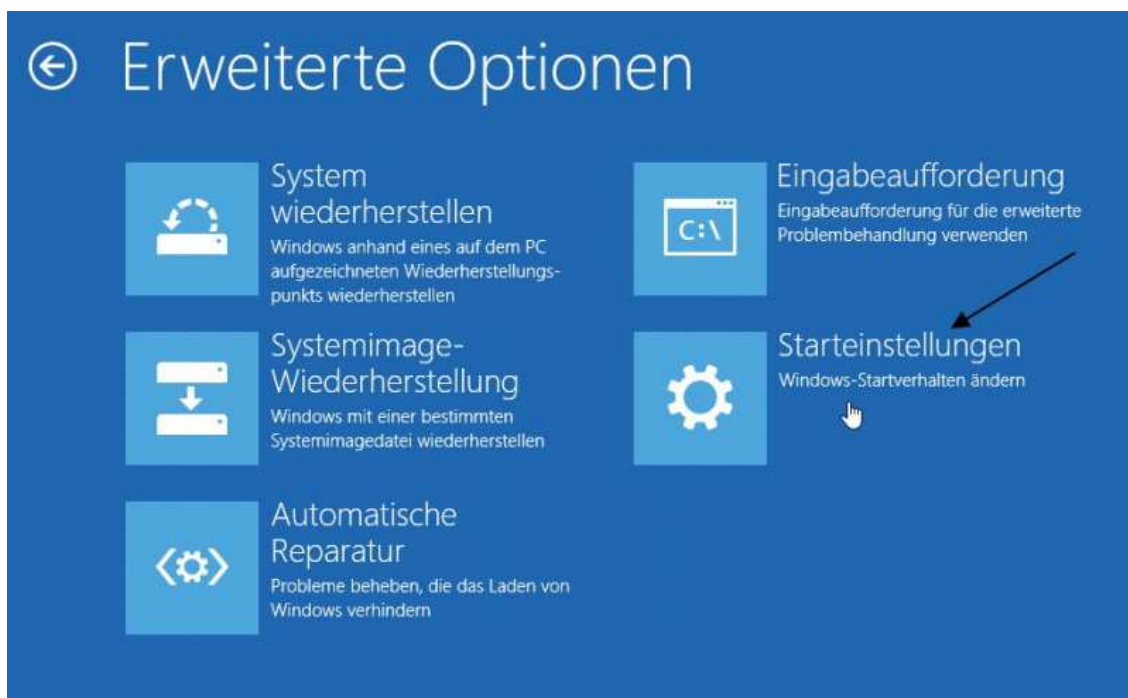 Erweiterte Optionen
System
wiederherstellen
Windows anhand eines auf dem PC
aufgezeichneten Wiederherstellungs-
punkts wiederherstellen
Systemimage-
Wiederherstellung
Windows mit einer bestimmten
Systemimagedatei wiederherstellen
Automatische
Reparatur
Probleme beheben, die das Laden von
Windows verhindern
C:\
Eingabeaufforderung
Eingabeaufforderung für die erweiterte
Problembehandlung verwenden
Starteinstellungen
Windows-Startverhalten ändern